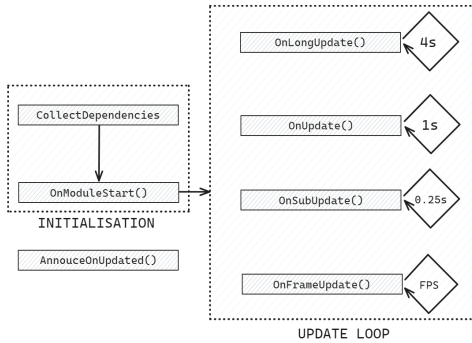 OnLongUpdate()
4s
CollectDependencies
OnUpdate()
1s
OnModuleStart()
OnSubUpdate()
0.25s
INITIALISATION
AnnouceOnUpdated()
OnFrameUpdate()
FPS
UPDATE LOOP